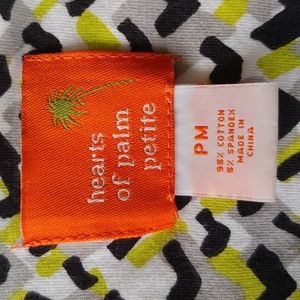 hearts
of palm
petite
PM
95% COTTON
5% SPANDEX
MADE IN
CHINA